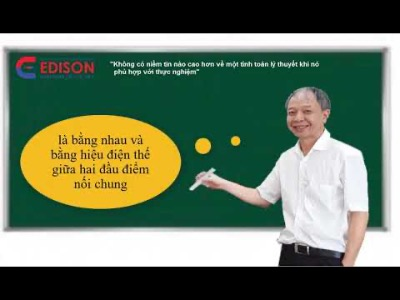 EDISON
"Không có niềm tin nào cao hơn về một tính toán lý thuyết khi nó
phù hợp với thực nghiệm"
là bằng nhau và
bằng hiệu điện thế
giữa hai đầu điểm
nối chung